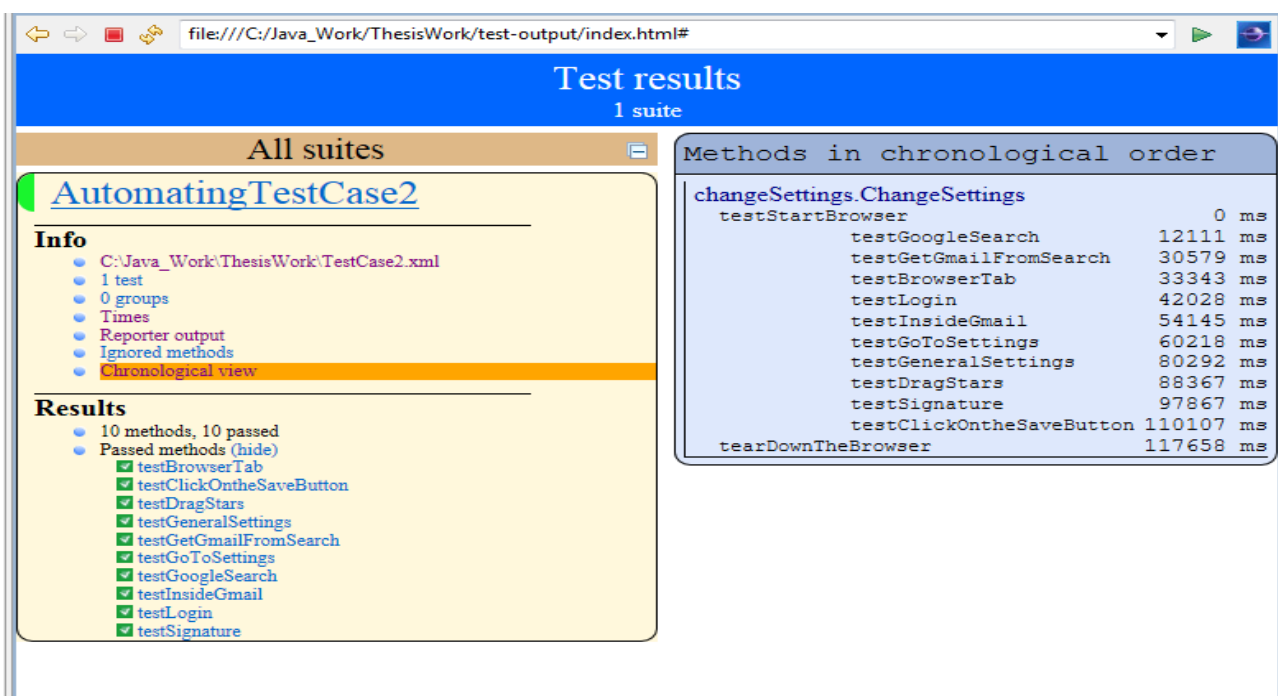 file:///C:/Java_Work/ThesisWork/test-output/index.html#
Test results
1 suite
All suites
AutomatingTestCase2
Info
C:\Java_Work\ThesisWork\TestCase2.xml
1 test
0 groups
Times
Reporter output
Ignored methods
Chronological view
Results
10 methods, 10 passed
Passed methods (hide)
testBrowserTab
testClickOntheSaveButton
testDragStars
testGeneralSettings
testGetGmailFromSearch
testGoToSettings
testGoogleSearch
testInsideGmail
testLogin
testSignature
Methods in chronological order
changeSettings.ChangeSettings
testStartBrowser 0 ms
testGoogleSearch 12111 ms
testGetGmailFromSearch 30579 ms
testBrowserTab 33343 ms
testLogin 42028 ms
testInsideGmail 54145 ms
testGoToSettings 60218 ms
testGeneralSettings 80292 ms
testDragStars 88367 ms
testSignature 97867 ms
testClickOntheSaveButton 110107 ms
tearDownTheBrowser 117658 ms